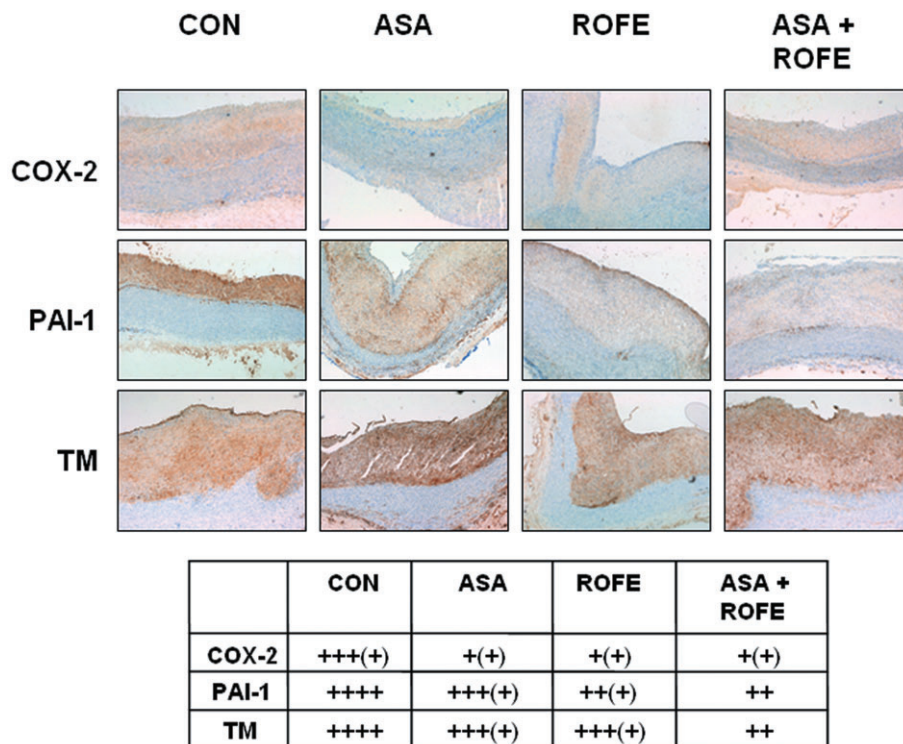 CON ASA ROFE ASA +
ROFE
COX-2
PAI-1
TM
CON ASA ROFE ASA +
ROFE
COX-2 +++(+) +(+) +(+) +(+)
PAI-1 ++++ +++(+) ++(+) ++
TM ++++ +++(+) +++(+) ++